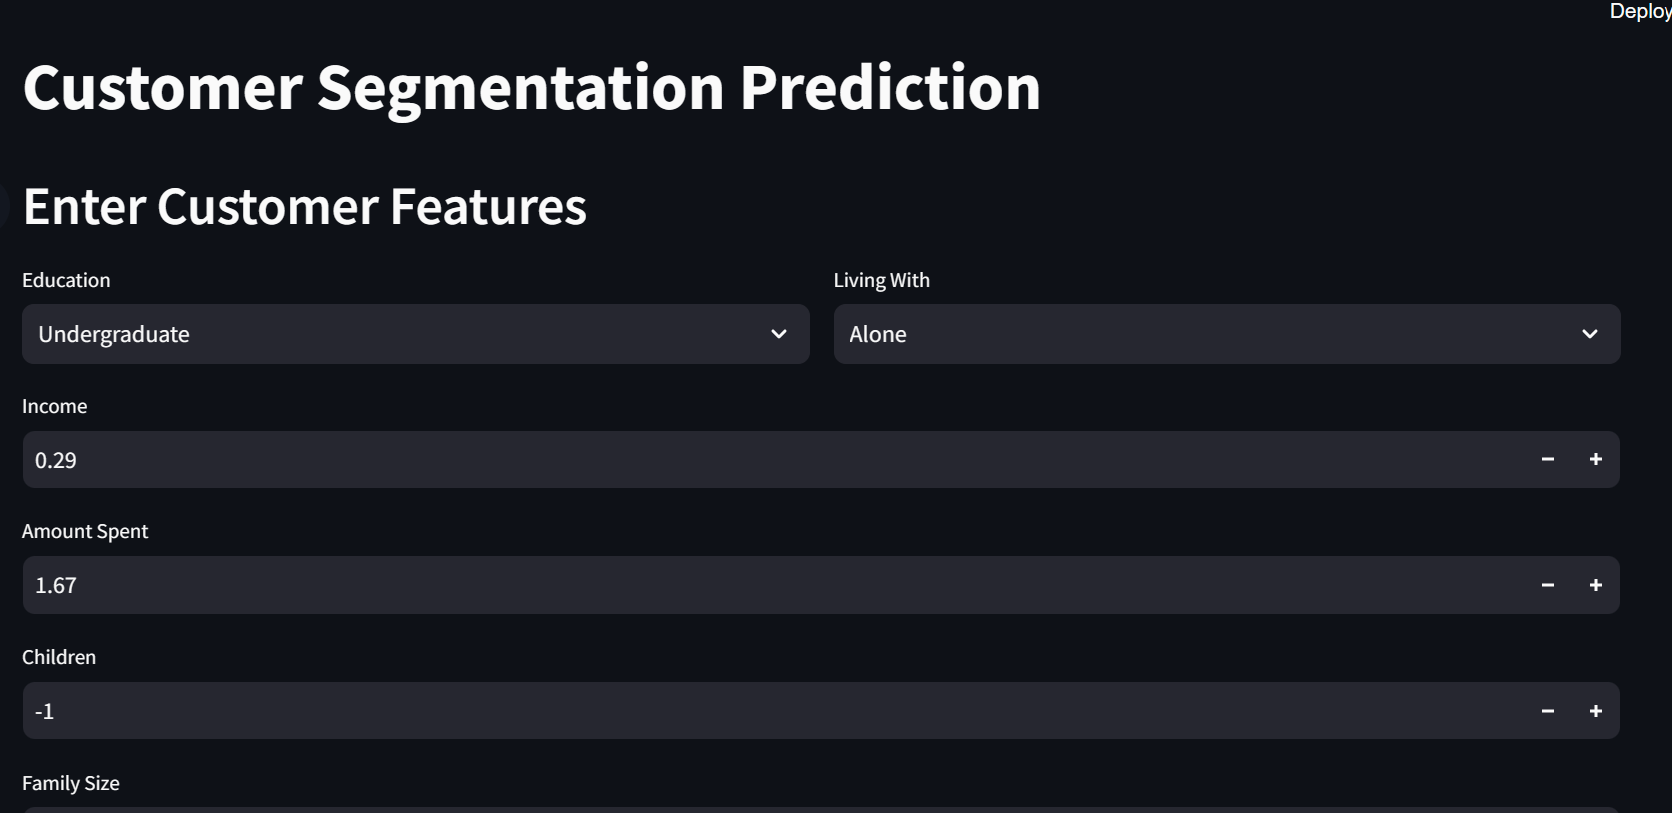 Deploy
Customer Segmentation Prediction
Enter Customer Features
Education
Living With
Undergraduate
Alone
Income
0.29
Amount Spent
1.67
Children
-1
Family Size